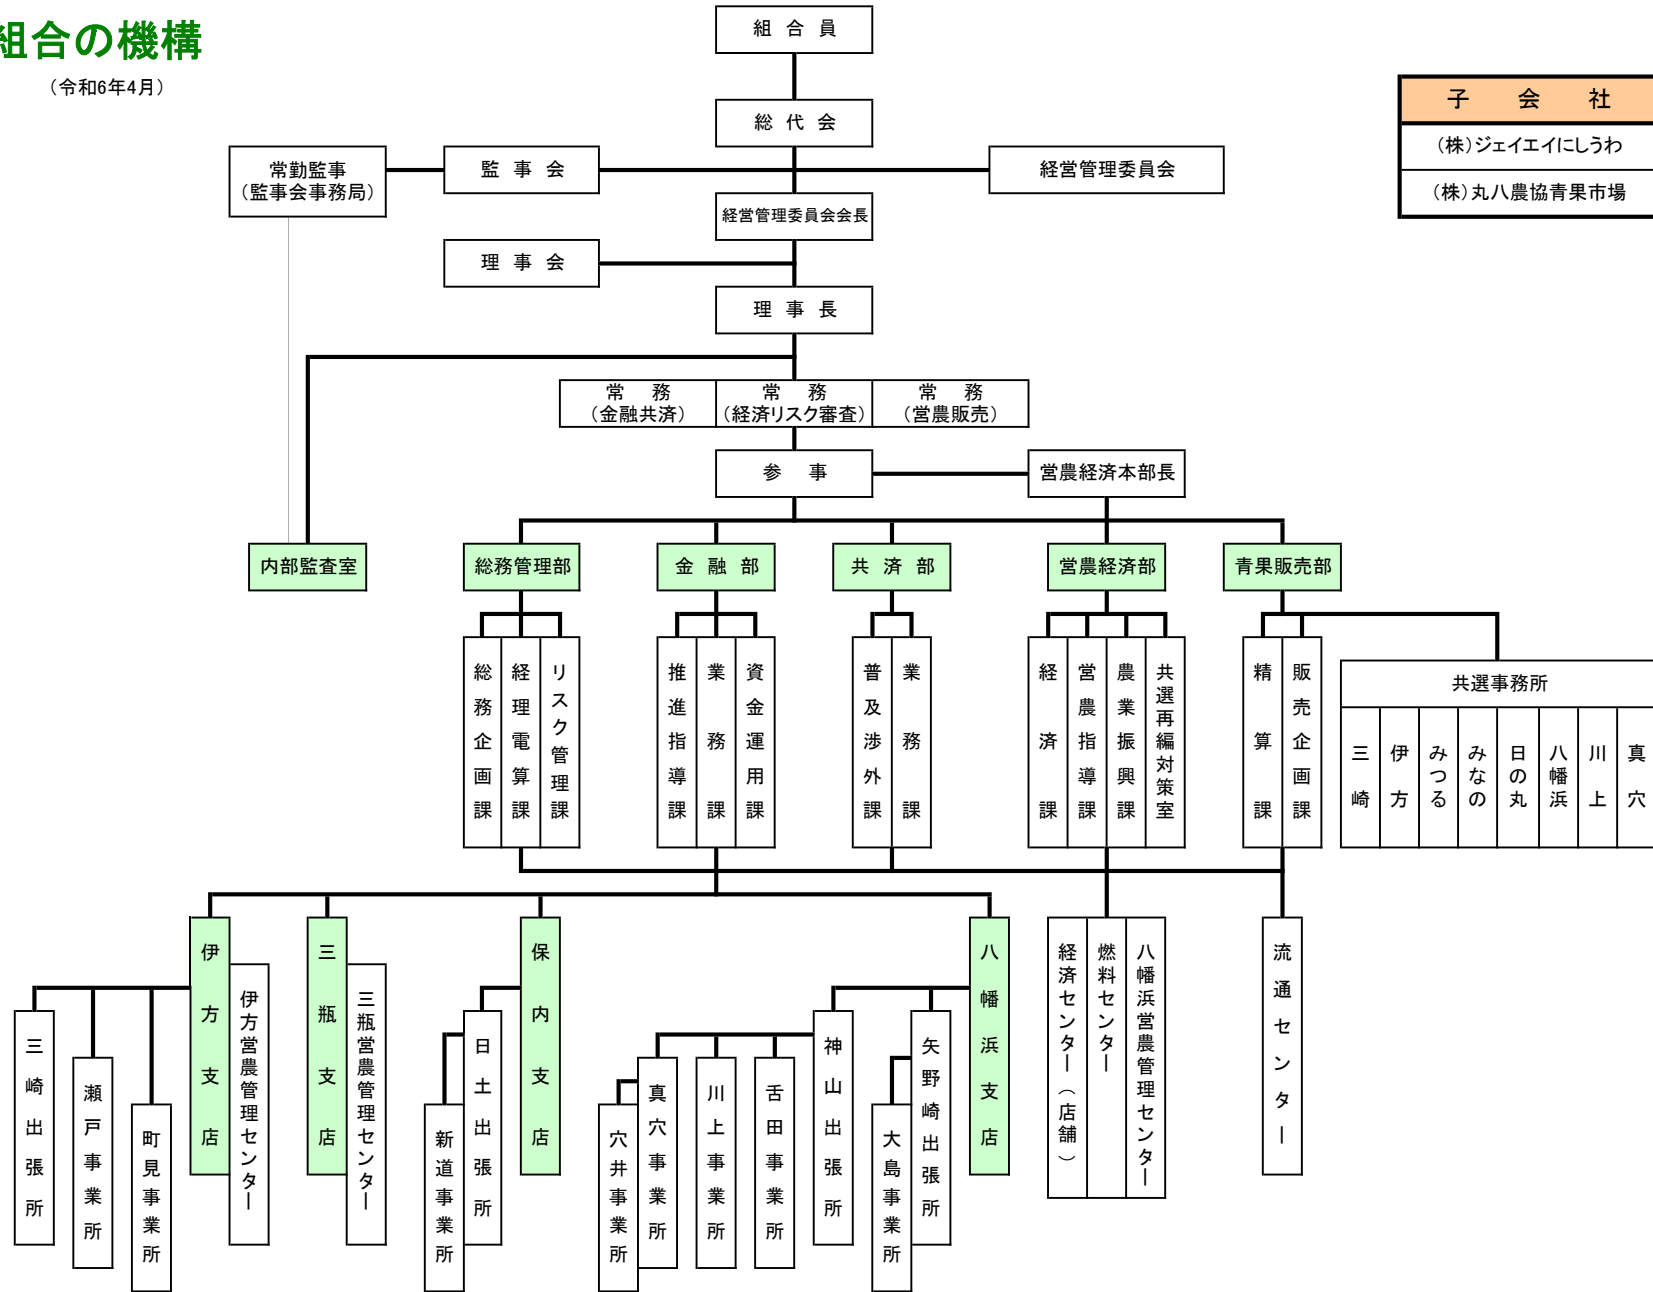 組合の機構
（令和6年4月）
組合員
総代会
子会社
（株）ジェイエイにしうわ
（株）丸八農協青果市場
常勤監事
（監事会事務局）
監事会
経営管理委員会
経営管理委員会会長
理事会
理事長
常務
（金融共済）
常務
（経済リスク審査）
常務
（営農販売）
参事
営農経済本部長
内部監査室
総務管理部
金融部
共済部
営農経済部
青果販売部
総務企画課
経理電算課
リスク管理課
推進指導課
業務課
資金運用課
普及渉外課
業務課
経済課
営農指導課
農業振興課
共選再編対策室
精算課
販売企画課
共選事務所
三崎
伊方
みつる
みなの
日の丸
八幡浜
川上
真穴
伊方支店
伊方営農管理センター
三瓶支店
三瓶営農管理センター
保内支店
八幡浜支店
経済センター（店舗）
燃料センター
八幡浜営農管理センター
流通センター
三崎出張所
瀬戸事業所
町見事業所
新道事業所
日土出張所
穴井事業所
真穴事業所
川上事業所
舌田事業所
神山出張所
大島事業所
矢野崎出張所